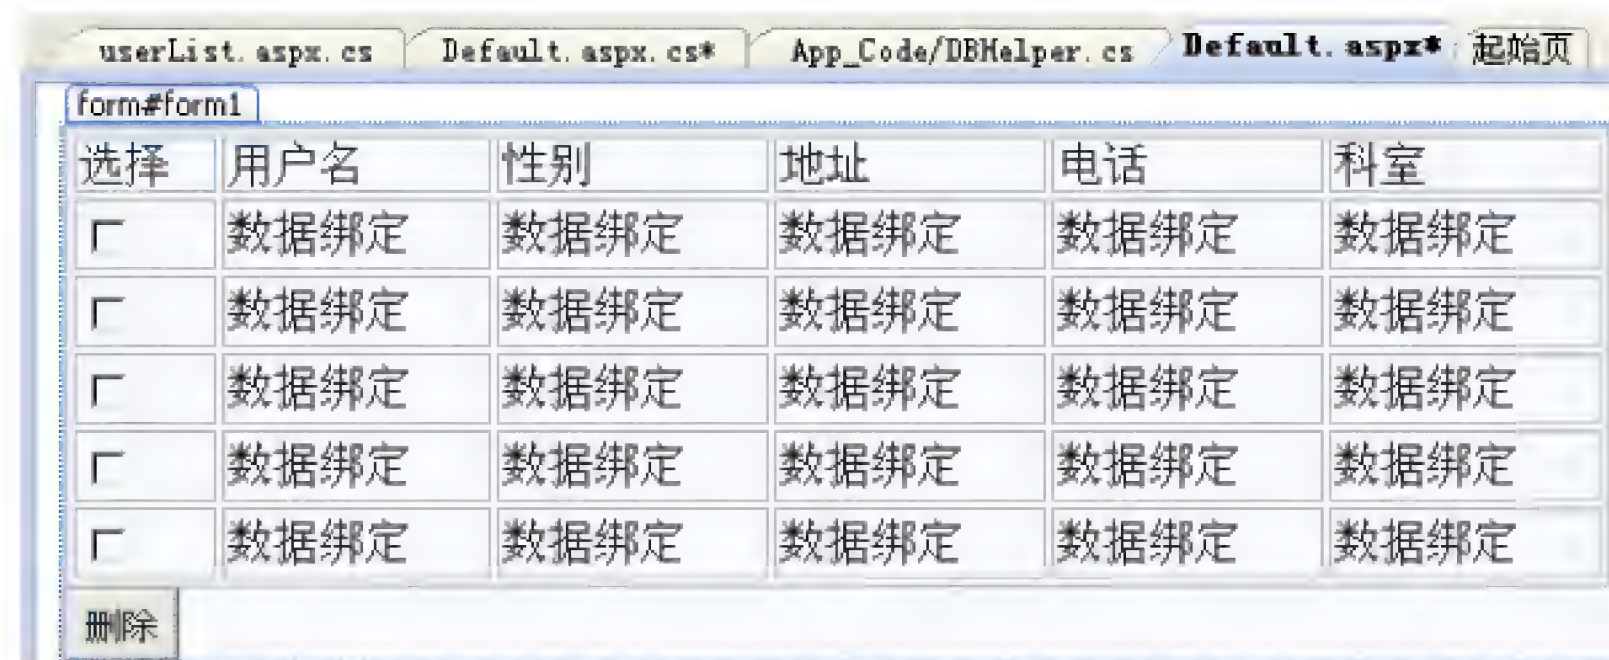 userList.aspx.cs Default.aspx.cs* App_Code/DBHelper.cs Default.aspx* 起始页
form#form1
选择 用户名 性别 地址 电话 科室
数据绑定 数据绑定 数据绑定 数据绑定 数据绑定
数据绑定 数据绑定 数据绑定 数据绑定 数据绑定
数据绑定 数据绑定 数据绑定 数据绑定 数据绑定
数据绑定 数据绑定 数据绑定 数据绑定 数据绑定
数据绑定 数据绑定 数据绑定 数据绑定 数据绑定
删除